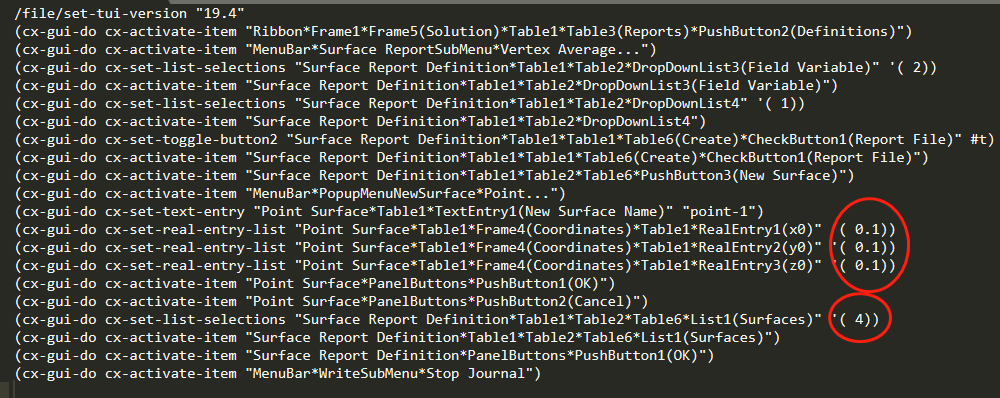 /file/set-tui-version "19.4"
(cx-gui-do cx-activate-item "Ribbon*Frame1*Frame5(Solution)*Table1*Table3(Reports)*PushButton2(Definitions)")
(cx-gui-do cx-activate-item "MenuBar*Surface ReportSubMenu*Vertex Average...")
(cx-gui-do cx-set-list-selections "Surface Report Definition*Table1*Table2*DropDownList3(Field Variable)" '( 2))
(cx-gui-do cx-activate-item "Surface Report Definition*Table1*Table2*DropDownList3(Field Variable)")
(cx-gui-do cx-set-list-selections "Surface Report Definition*Table1*Table2*DropDownList4" '( 1))
(cx-gui-do cx-activate-item "Surface Report Definition*Table1*Table2*DropDownList4")
(cx-gui-do cx-set-toggle-button2 "Surface Report Definition*Table1*Table1*Table6(Create)*CheckButton1(Report File)" #t)
(cx-gui-do cx-activate-item "Surface Report Definition*Table1*Table1*Table6(Create)*CheckButton1(Report File)")
(cx-gui-do cx-activate-item "Surface Report Definition*Table1*Table2*Table6*PushButton3(New Surface)")
(cx-gui-do cx-activate-item "MenuBar*PopupMenuNewSurface*Point...")
(cx-gui-do cx-set-text-entry "Point Surface*Table1*TextEntry1(New Surface Name)" "point-1")
(cx-gui-do cx-set-real-entry-list "Point Surface*Table1*Frame4(Coordinates)*Table1*RealEntry1(x0)" '( 0.1))
(cx-gui-do cx-set-real-entry-list "Point Surface*Table1*Frame4(Coordinates)*Table1*RealEntry2(y0)" '( 0.1))
(cx-gui-do cx-set-real-entry-list "Point Surface*Table1*Frame4(Coordinates)*Table1*RealEntry3(z0)" '( 0.1))
(cx-gui-do cx-activate-item "Point Surface*PanelButtons*PushButton1(OK)")
(cx-gui-do cx-activate-item "Point Surface*PanelButtons*PushButton2(Cancel)")
(cx-gui-do cx-set-list-selections "Surface Report Definition*Table1*Table2*Table6*List1(Surfaces)" '( 4))
(cx-gui-do cx-activate-item "Surface Report Definition*Table1*Table2*Table6*List1(Surfaces)")
(cx-gui-do cx-activate-item "Surface Report Definition*PanelButtons*PushButton1(OK)")
(cx-gui-do cx-activate-item "MenuBar*WriteSubMenu*Stop Journal")